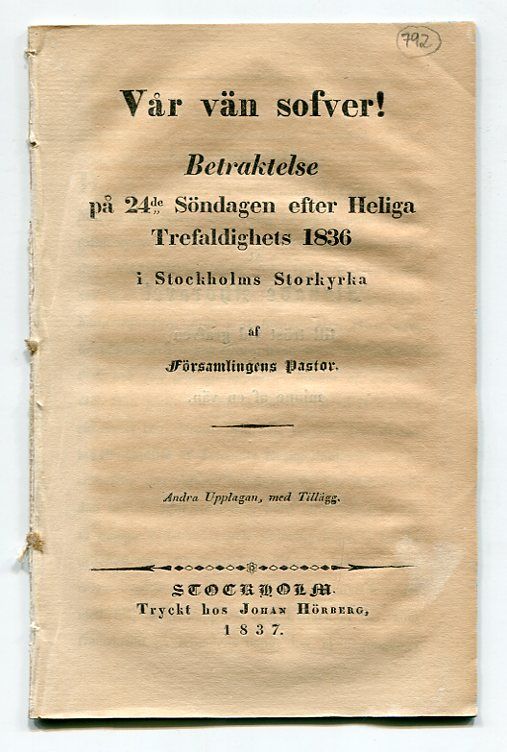 792
Vår vän sofver!
Betraktelse
på 24de Söndagen efter Heliga
Trefaldighets 1836
i Stockholms Storkyrka
af
Församlingens Pastor.
Andra Upplagan, med Tillägg.
STOCKHOLM.
Tryckt hos JOHAN HÖRBERG,
1837.